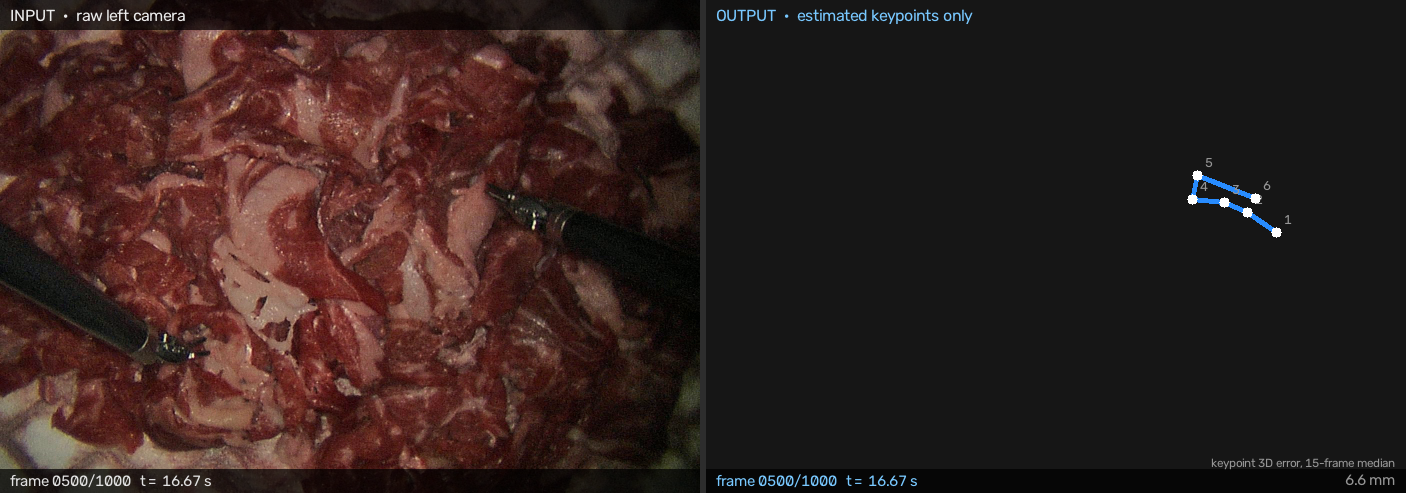 INPUT • raw left camera
OUTPUT • estimated keypoints only
5
4
3
6
2
1
keypoint 3D error, 15-frame median
frame 0500/1000 t= 16.67 s
frame 0500/1000 t= 16.67 s
6.6 mm